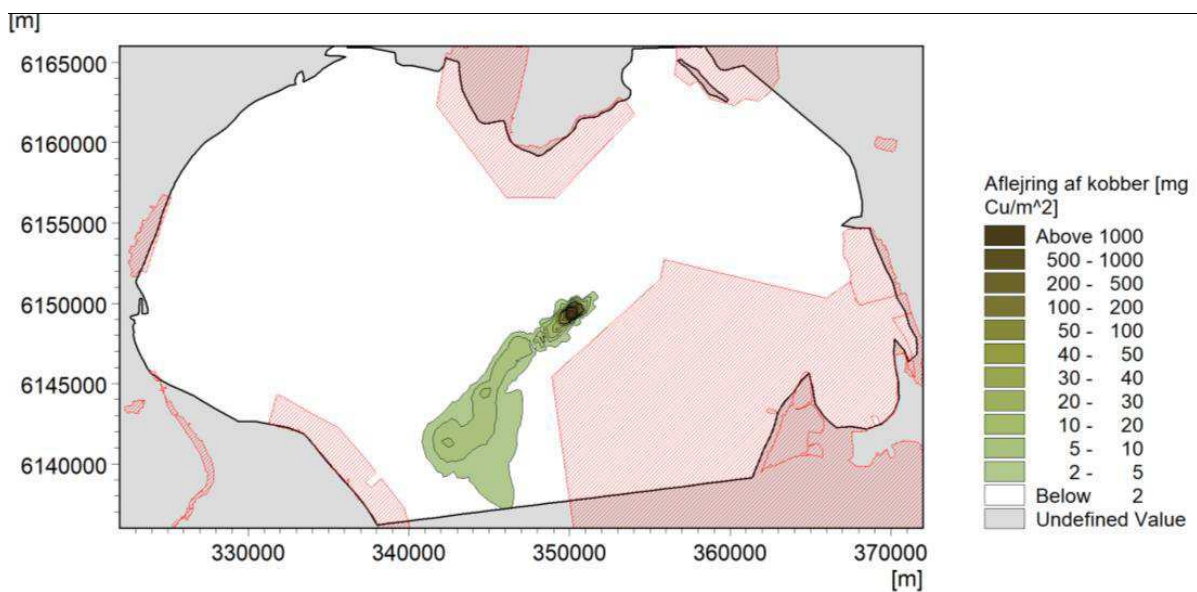 [m]
6165000
6160000
6155000
6150000
6145000
6140000
330000 340000 350000 360000 370000
[m]
Aflejring af kobber [mg
Cu/m^2]
Above 1000
500 - 1000
200 - 500
100 - 200
50 - 100
40 - 50
30 - 40
20 - 30
10 - 20
5 - 10
2 - 5
Below 2
Undefined Value